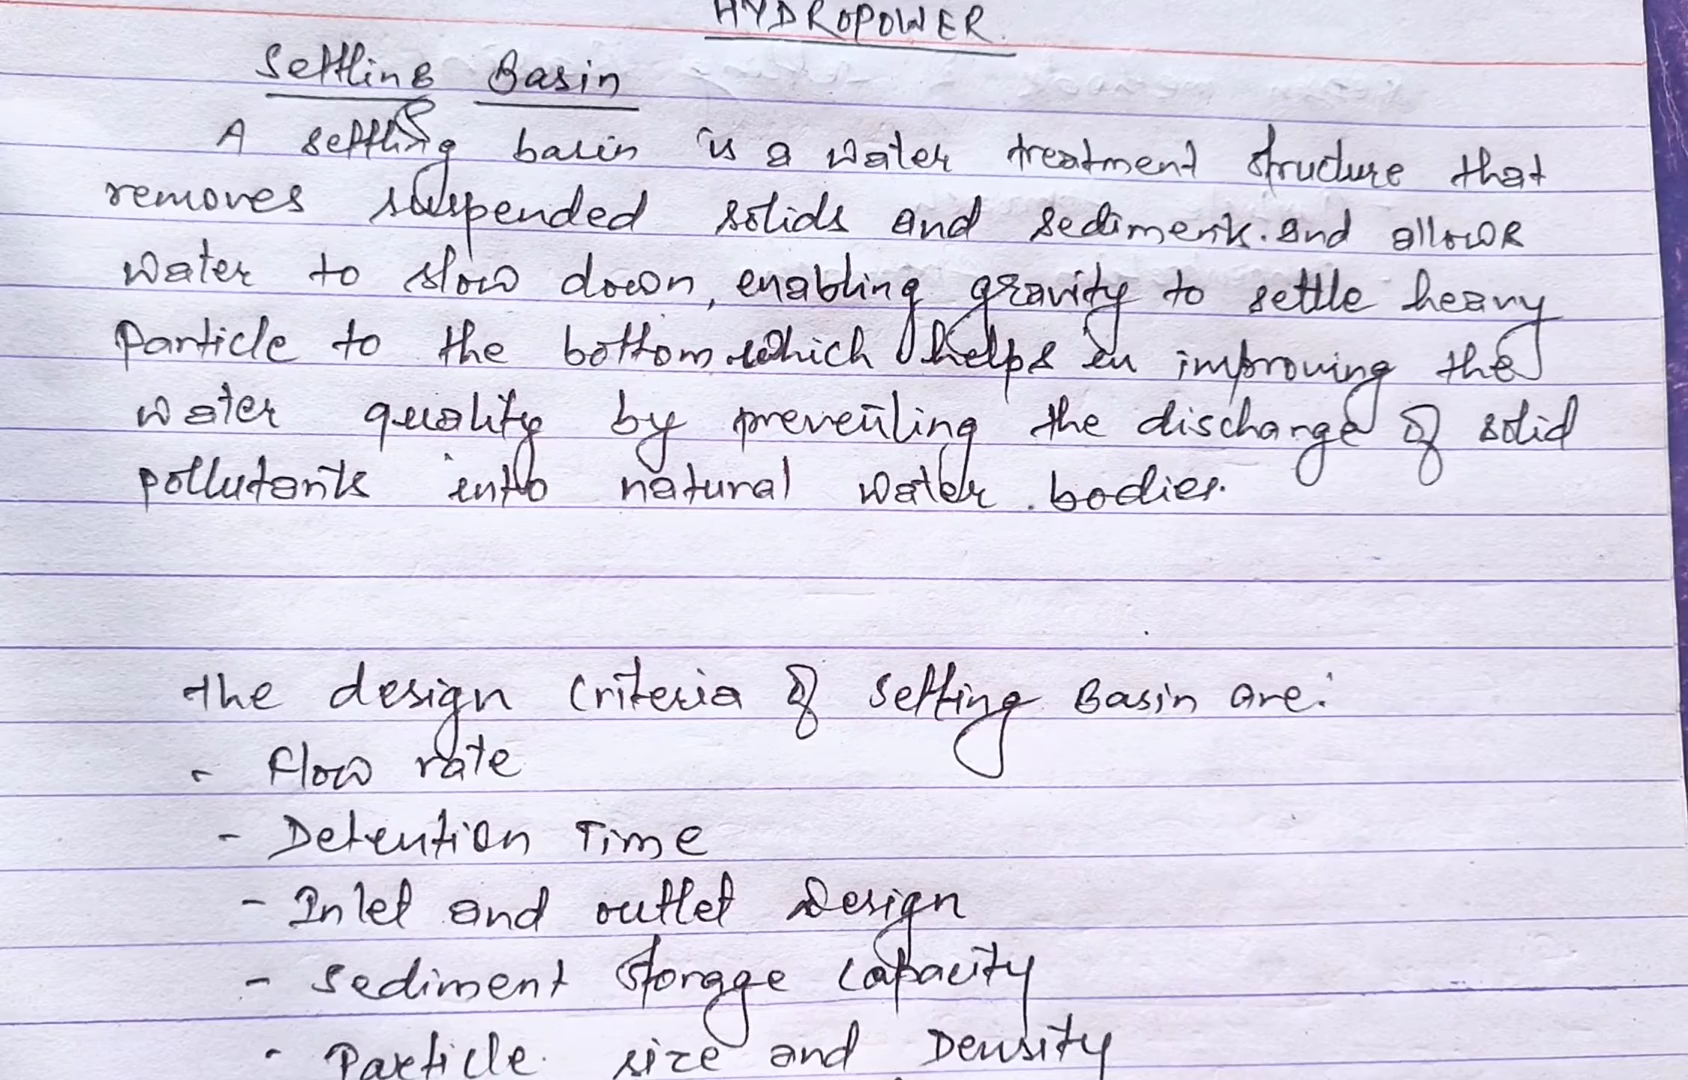 HYDROPOWER.
Settling Basin
A settling basin is a water treatment structure that
removes suspended solids and sediments. and allows
water to slow down, enabling gravity to settle heavy
Particle to the bottom which helps in improving the
water quality by preventing the discharge of solid
pollutants into natural water bodies.
The design criteria of settling Basin are:
- Flow rate
- Detention Time
- Inlet and outlet Design
- Sediment Storage Capacity
- Particle size and Density